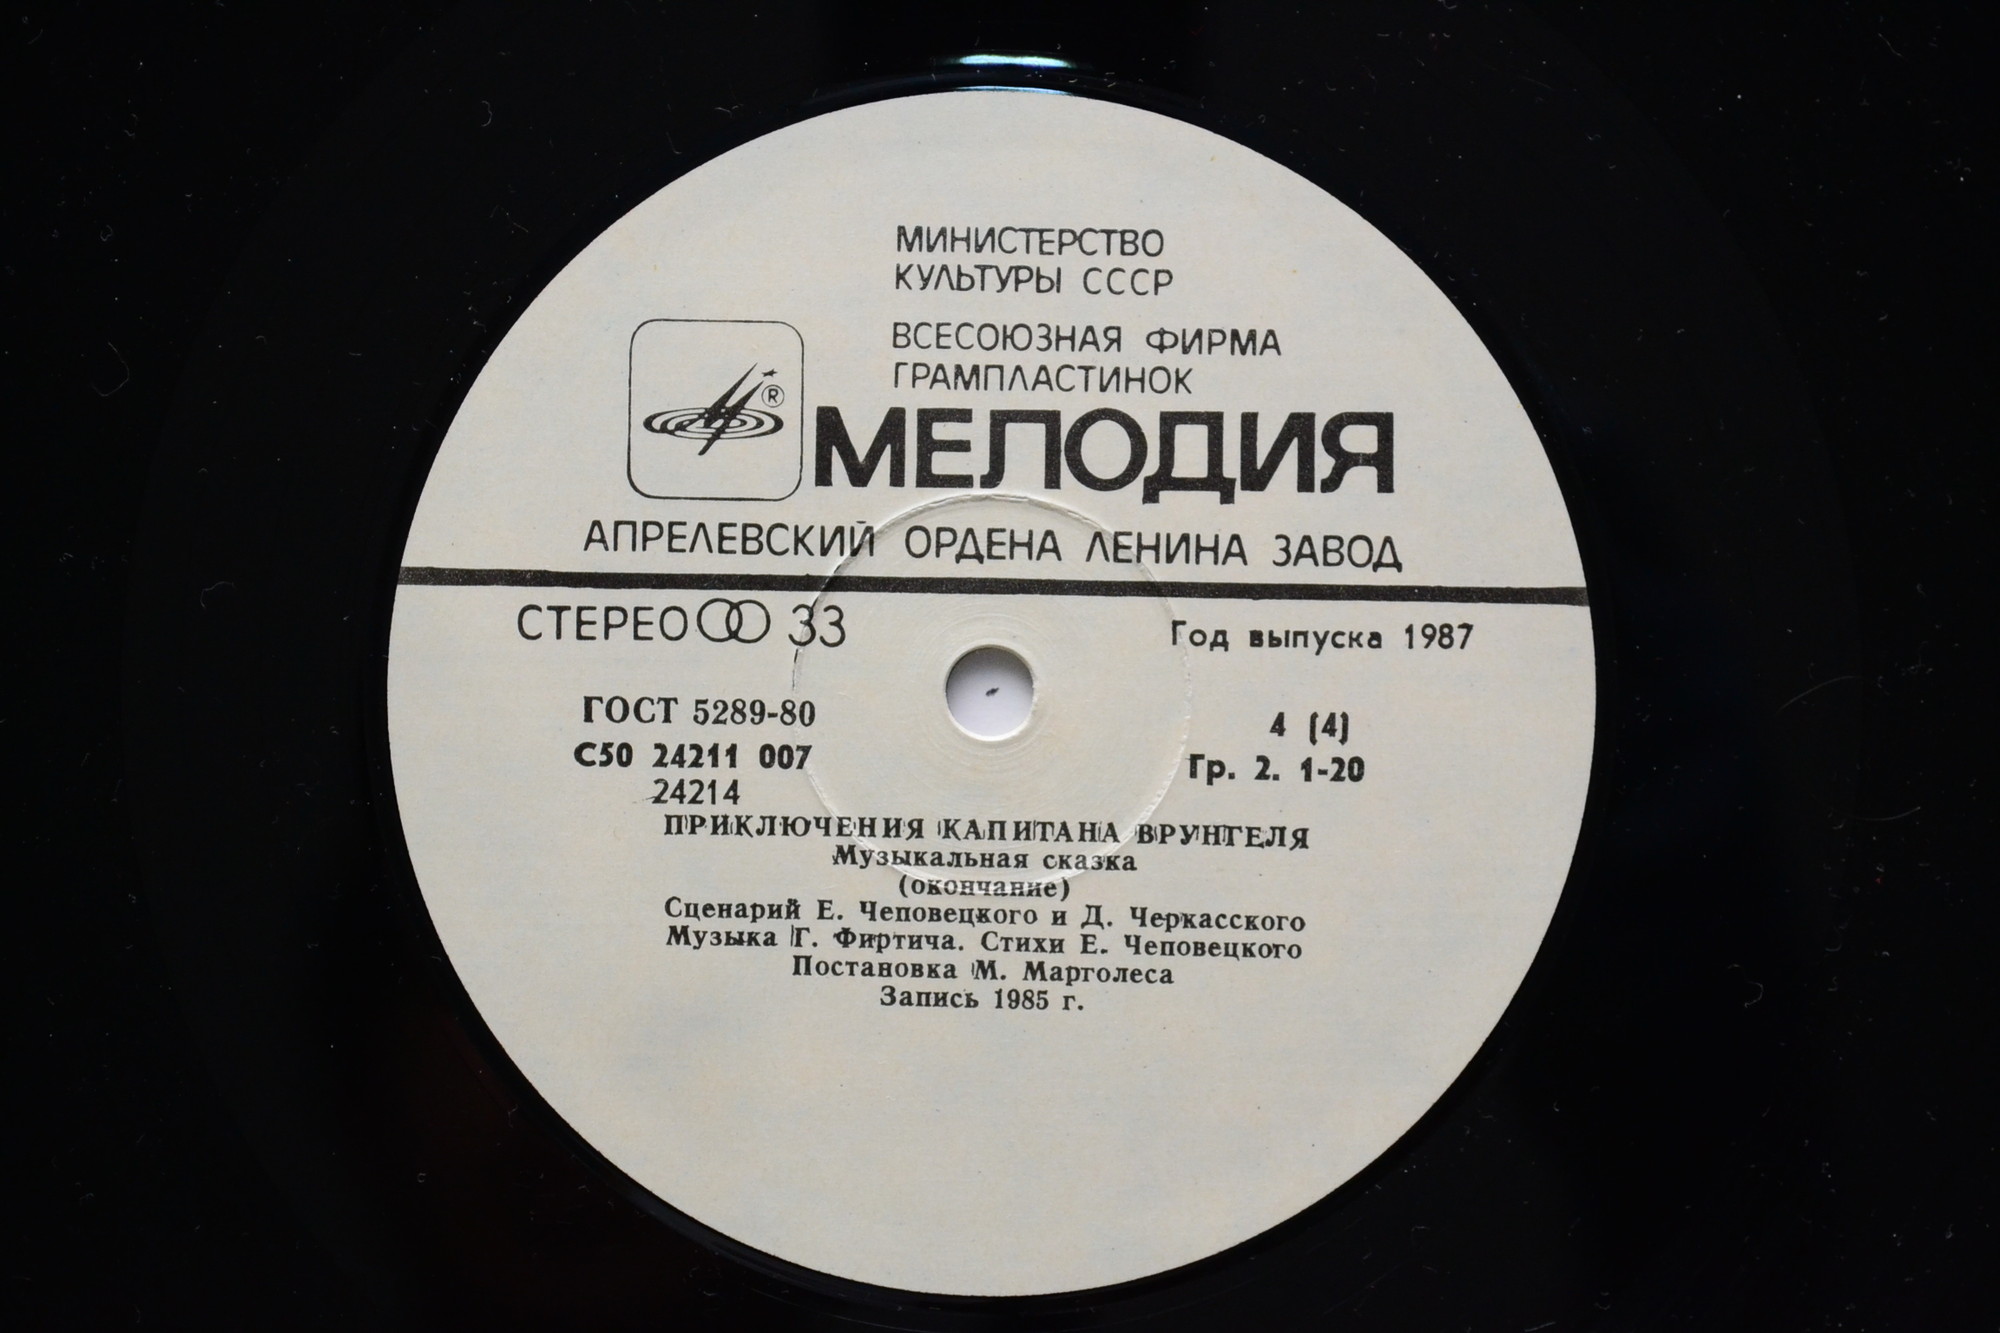 МИНИСТЕРСТВО
КУЛЬТУРЫ СССР
ВСЕСОЮЗНАЯ ФИРМА
ГРАМПЛАСТИНОК
®
МЕЛОДИЯ
АПРЕЛЕВСКИЙ ОРДЕНА ЛЕНИНА ЗАВОД
СТЕРЕО 33
Год выпуска 1987
ГОСТ 5289-80
4 (4)
С50 24211 007
Гр. 2. 1-20
24214
ПРИКЛЮЧЕНИЯ КАПИТАНА ВРУНГЕЛЯ
Музыкальная сказка
(окончание)
Сценарий Е. Чеповецкого и Д. Черкасского
Музыка Г. Фиртича. Стихи Е. Чеповецкого
Постановка М. Марголеса
Запись 1985 г.